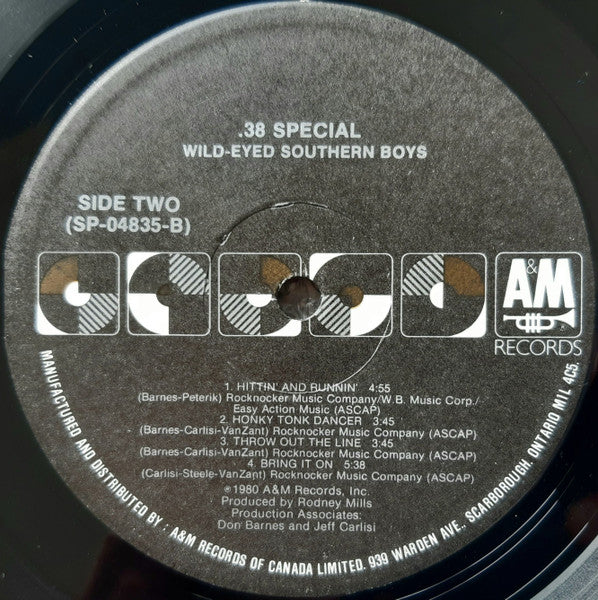 .38 SPECIAL
WILD-EYED SOUTHERN BOYS
SIDE TWO
(SP-04835-B)
A&M
RECORDS
1. HITTIN' AND RUNNIN' 4:55
(Barnes-Peterik) Rocknocker Music Company/W.B. Music Corp./
Easy Action Music (ASCAP)
2. HONKY TONK DANCER 3:45
(Barnes-Carlisi-VanZant) Rocknocker Music Company (ASCAP)
3. THROW OUT THE LINE 3:45
(Barnes-Carlisi-VanZant) Rocknocker Music Company (ASCAP)
4. BRING IT ON 5:38
(Carlisi-Steele-VanZant) Rocknocker Music Company (ASCAP)
℗1980 A&M Records, Inc.
Produced by Rodney Mills
Production Associates:
Don Barnes and Jeff Carlisi
MANUFACTURED AND DISTRIBUTED BY: A&M RECORDS OF CANADA LIMITED. 939 WARDEN AVE., SCARBOROUGH, ONTARIO M1L 4C5.